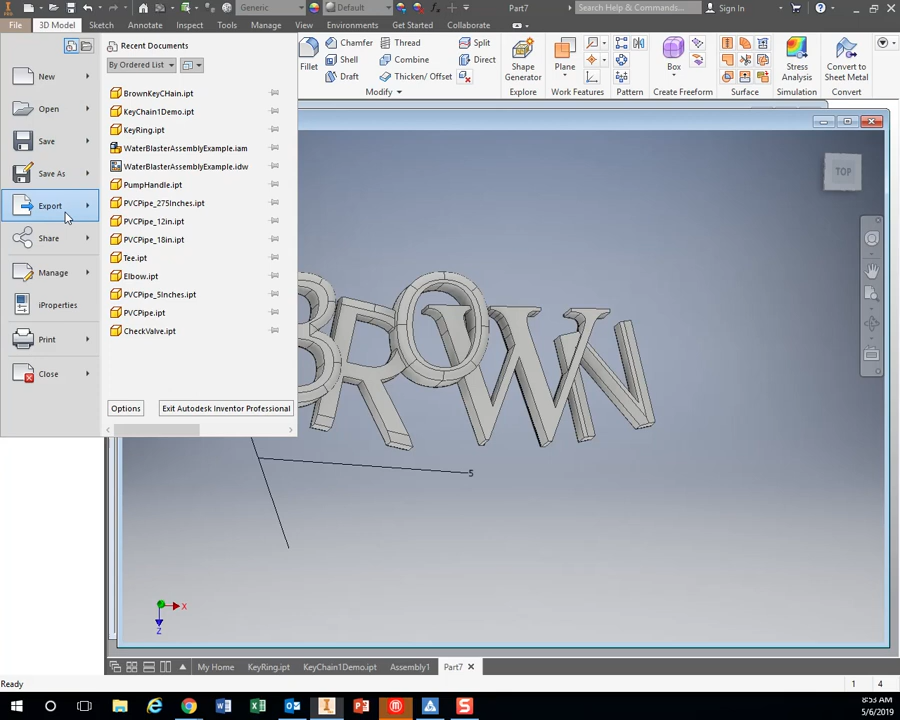 Generic
Default
Part7
Search Help & Commands...
Sign In
File
3D Model
Sketch
Annotate
Inspect
Tools
Manage
View
Environments
Get Started
Collaborate
Recent Documents
By Ordered List
New
Open
Save
Save As
Export
Share
Manage
iProperties
Print
Close
BrownKeyCHain.ipt
KeyChain1Demo.ipt
KeyRing.ipt
WaterBlasterAssemblyExample.iam
WaterBlasterAssemblyExample.idw
PumpHandle.ipt
PVCPipe_275Inches.ipt
PVCPipe_12in.ipt
PVCPipe_18in.ipt
Tee.ipt
Elbow.ipt
PVCPipe_5Inches.ipt
PVCPipe.ipt
CheckValve.ipt
Options
Exit Autodesk Inventor Professional
Fillet
Chamfer
Shell
Draft
Thread
Combine
Thicken/ Offset
Split
Direct
Modify
Shape Generator
Explore
Plane
Work Features
Pattern
Box
Create Freeform
Surface
Stress Analysis
Simulation
Convert to Sheet Metal
Convert
TOP
BROWN
5
X
Z
My Home
KeyRing.ipt
KeyChain1Demo.ipt
Assembly1
Part7
Ready
1
4
8:53 AM
5/6/2019